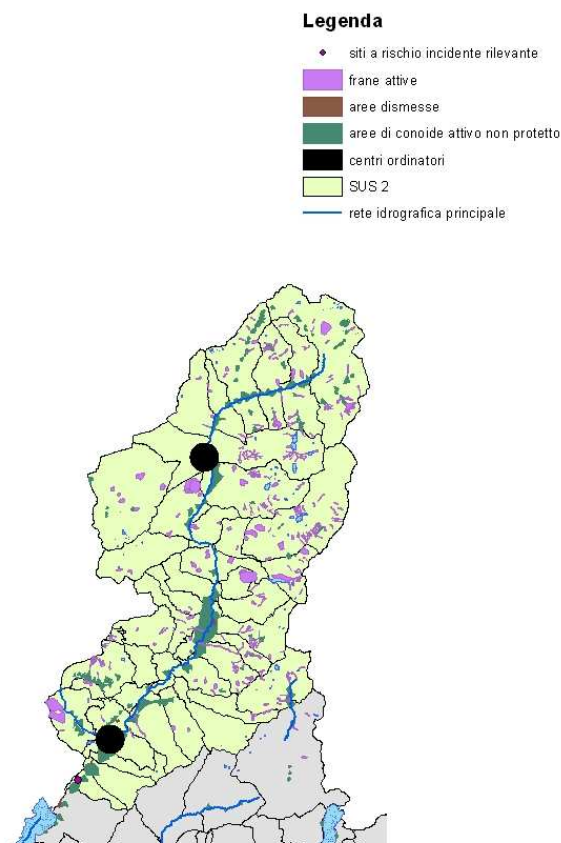 Legenda
siti a rischio incidente rilevante
frane attive
aree dismesse
aree di conoide attivo non protetto
centri ordinatori
SUS 2
rete idrografica principale